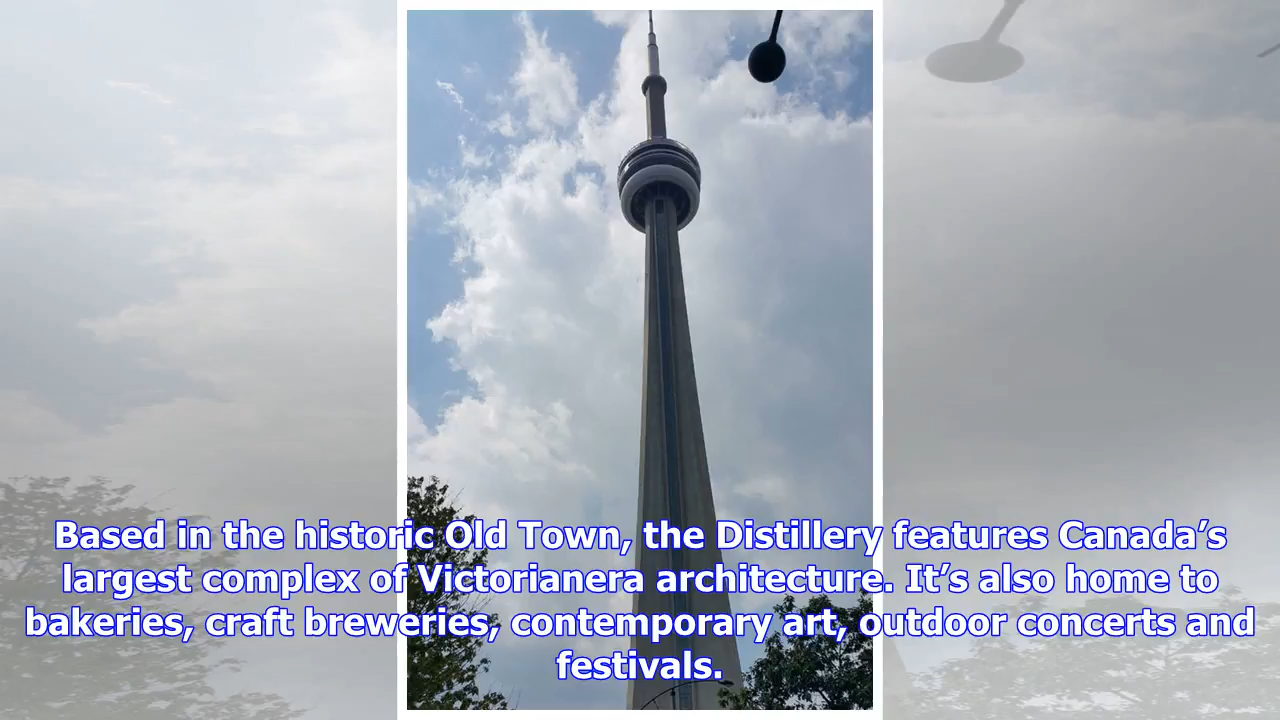 Based in the historic Old Town, the Distillery features Canada’s
largest complex of Victorianera architecture. It’s also home to
bakeries, craft breweries, contemporary art, outdoor concerts and
festivals.